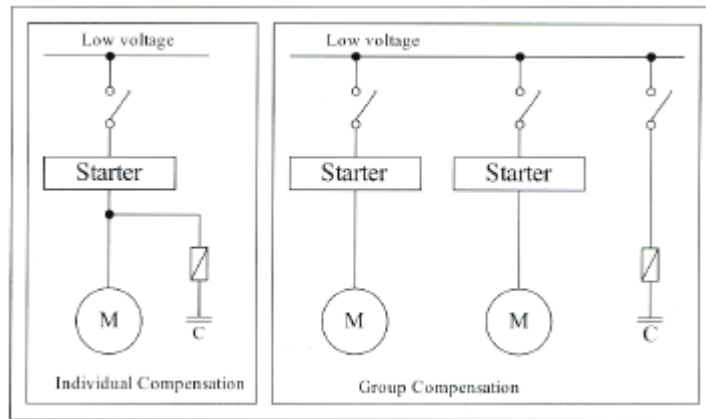 Low voltage
Starter
M
C
Individual Compensation
Low voltage
Starter
Starter
M
M
C
Group Compensation